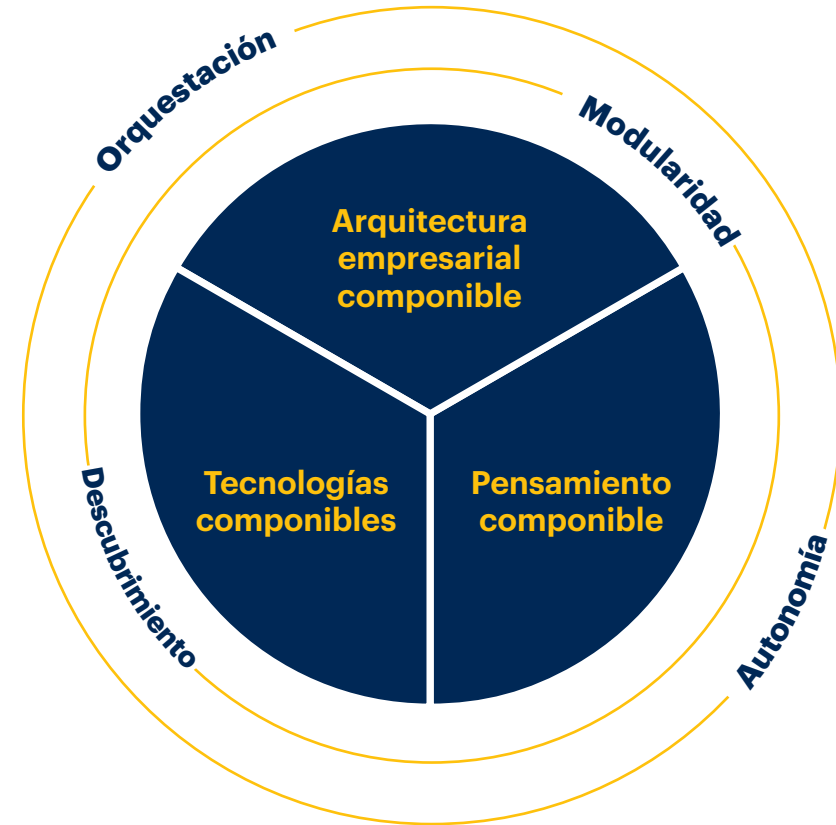 Orquestación
Modularidad
Arquitectura
empresarial
componible
Tecnologías
componibles
Pensamiento
componible
Descubrimiento
Autonomía